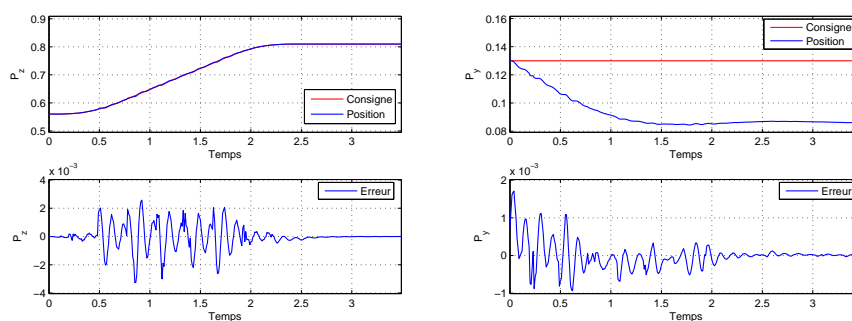 0.9
0.8
0.7
0.6
0.5
P_z
0 0.5 1 1.5 2 2.5 3
Temps
Consigne
Position
0.16
0.14
0.12
0.1
0.08
P_y
0 0.5 1 1.5 2 2.5 3
Temps
Consigne
Position
x 10^-3
4
2
0
−2
−4
P_z
0 0.5 1 1.5 2 2.5 3
Temps
Erreur
x 10^-3
2
1
0
−1
P_y
0 0.5 1 1.5 2 2.5 3
Temps
Erreur